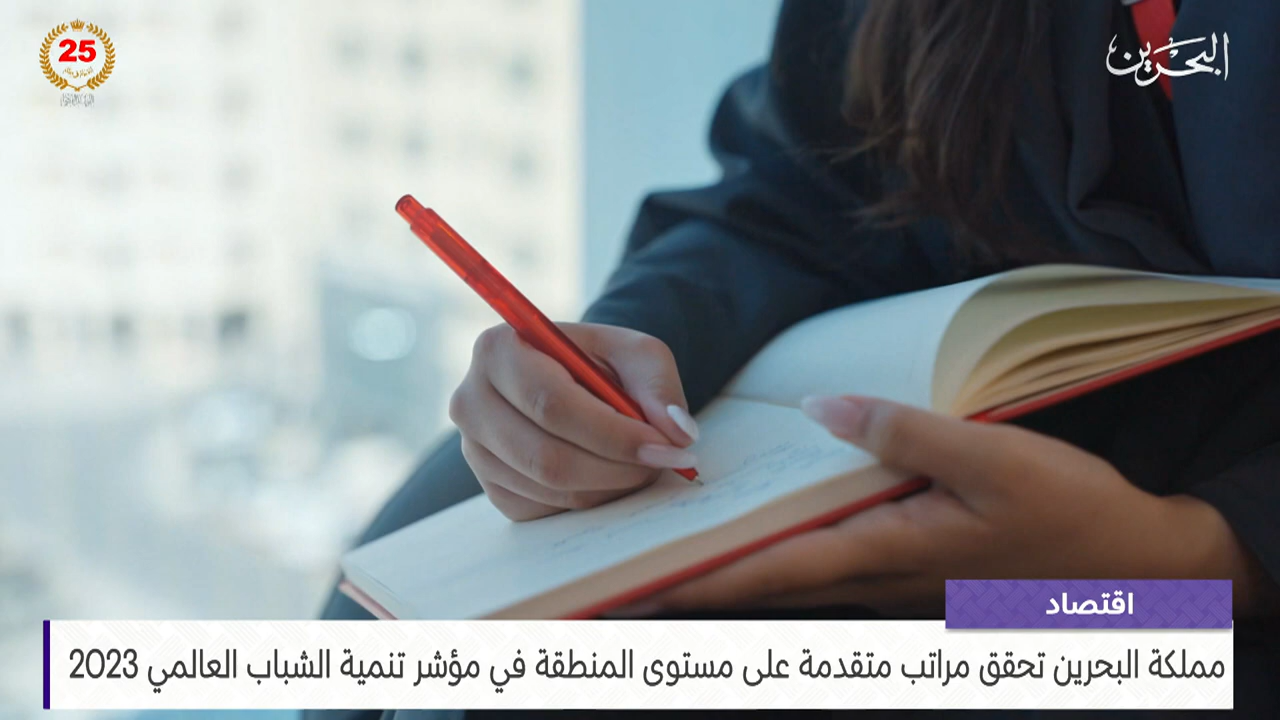 25
البحرين
اقتصاد
مملكة البحرين تحقق مراتب متقدمة على مستوى المنطقة في مؤشر تنمية الشباب العالمي 2023